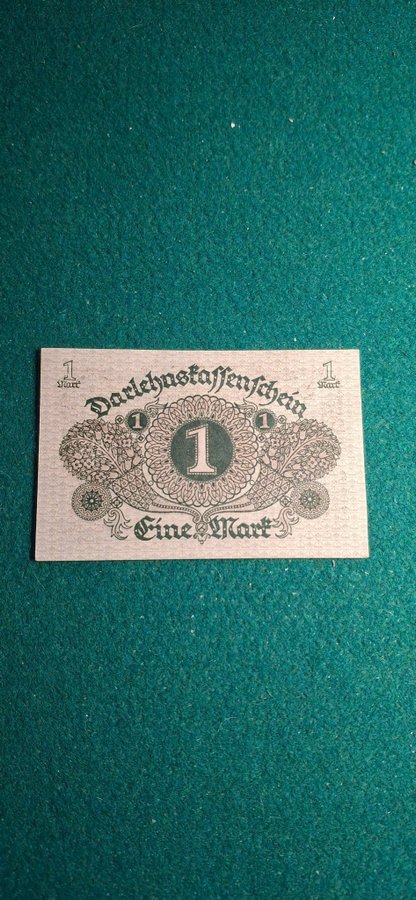 1 1
Mark Mark
Darlehnskassenschein
1 1
1
Eine Mark